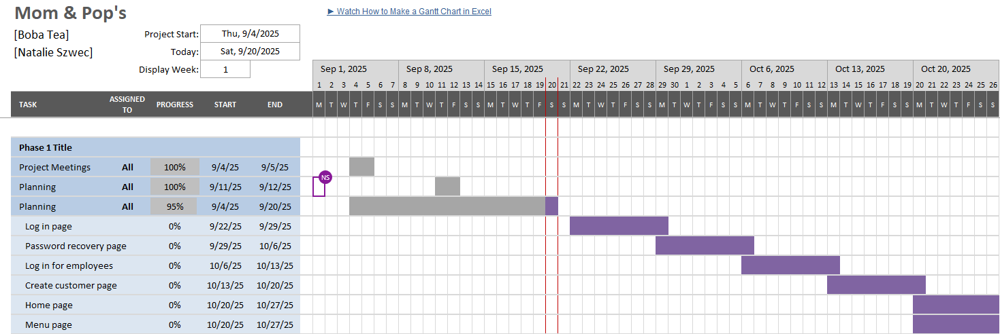 Mom & Pop's
► Watch How to Make a Gantt Chart in Excel
[Boba Tea] Project Start: Thu, 9/4/2025
[Natalie Szwec] Today: Sat, 9/20/2025
Display Week: 1
Sep 1, 2025 Sep 8, 2025 Sep 15, 2025 Sep 22, 2025 Sep 29, 2025 Oct 6, 2025 Oct 13, 2025 Oct 20, 2025
1 2 3 4 5 6 7 8 9 10 11 12 13 14 15 16 17 18 19 20 21 22 23 24 25 26 27 28 29 30 1 2 3 4 5 6 7 8 9 10 11 12 13 14 15 16 17 18 19 20 21 22 23 24 25 26
TASK ASSIGNED TO PROGRESS START END M T W T F S S M T W T F S S M T W T F S S M T W T F S S M T W T F S S M T W T F S S M T W T F S S M T W T F S S
Phase 1 Title
Project Meetings All 100% 9/4/25 9/5/25
NS
Planning All 100% 9/11/25 9/12/25
Planning All 95% 9/4/25 9/20/25
Log in page 0% 9/22/25 9/29/25
Password recovery page 0% 9/29/25 10/6/25
Log in for employees 0% 10/6/25 10/13/25
Create customer page 0% 10/13/25 10/20/25
Home page 0% 10/20/25 10/27/25
Menu page 0% 10/20/25 10/27/25